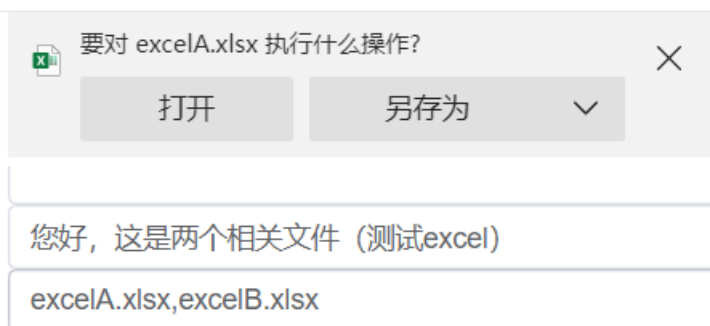 要对 excelA.xlsx 执行什么操作?
打开
另存为
您好，这是两个相关文件（测试excel）
excelA.xlsx,excelB.xlsx